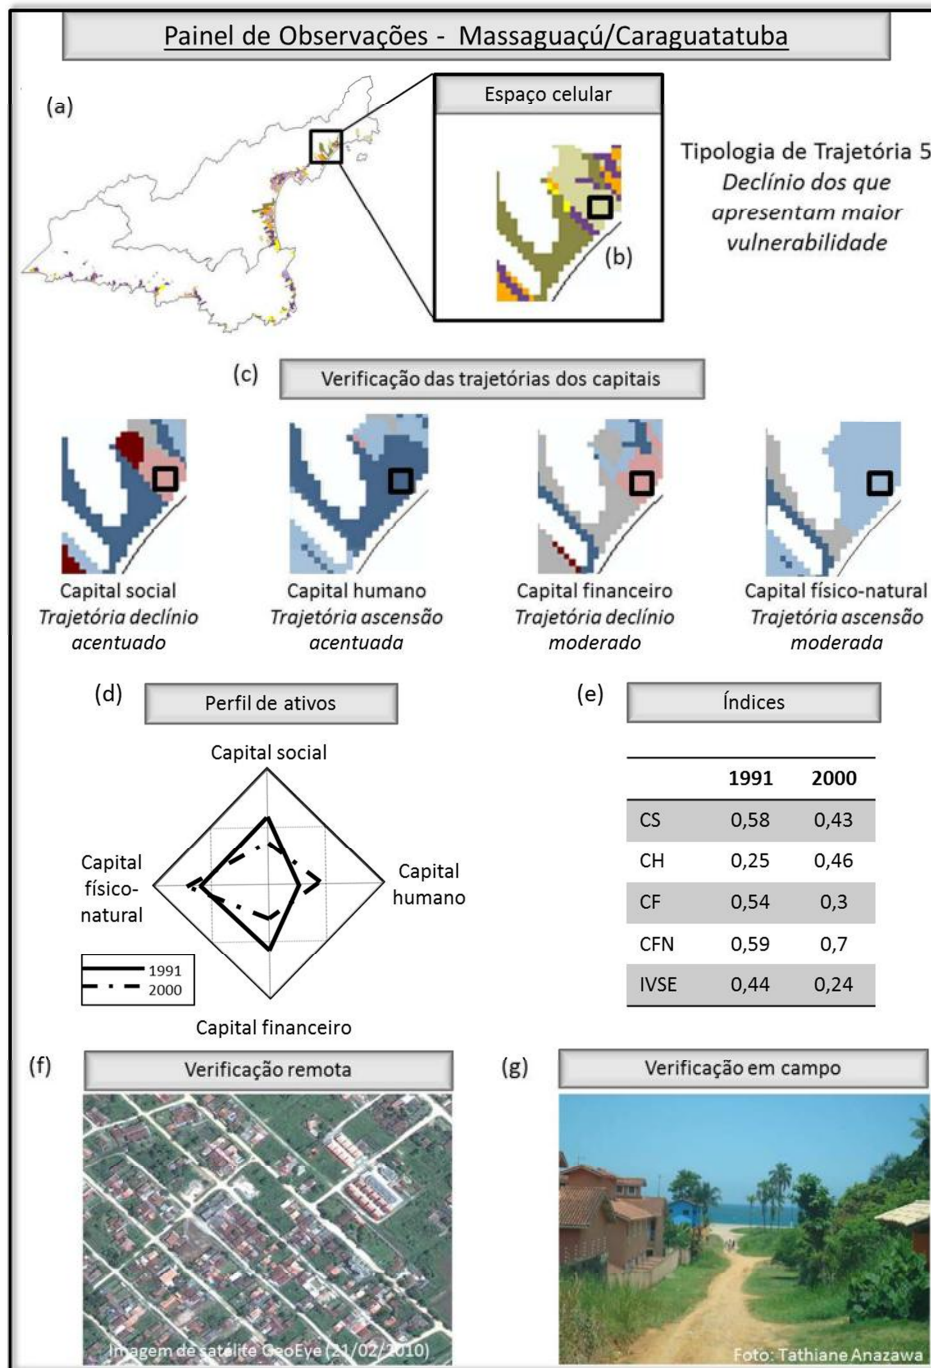 Painel de Observações - Massaguaçú/Caraguatatuba
(a)
Espaço celular
(b)
Tipologia de Trajetória 5
Declínio dos que
apresentam maior
vulnerabilidade
(c)
Verificação das trajetórias dos capitais
Capital social
Trajetória declínio
acentuado
Capital humano
Trajetória ascensão
acentuada
Capital financeiro
Trajetória declínio
moderado
Capital físico-natural
Trajetória ascensão
moderada
(d)
Perfil de ativos
Capital social
Capital
físico-
natural
Capital
humano
1991
2000
Capital financeiro
(e)
Índices
1991 2000
CS 0,58 0,43
CH 0,25 0,46
CF 0,54 0,3
CFN 0,59 0,7
IVSE 0,44 0,24
(f)
Verificação remota
Imagem de satélite GeoEye (21/02/2010)
(g)
Verificação em campo
Foto: Tathiane Anazawa